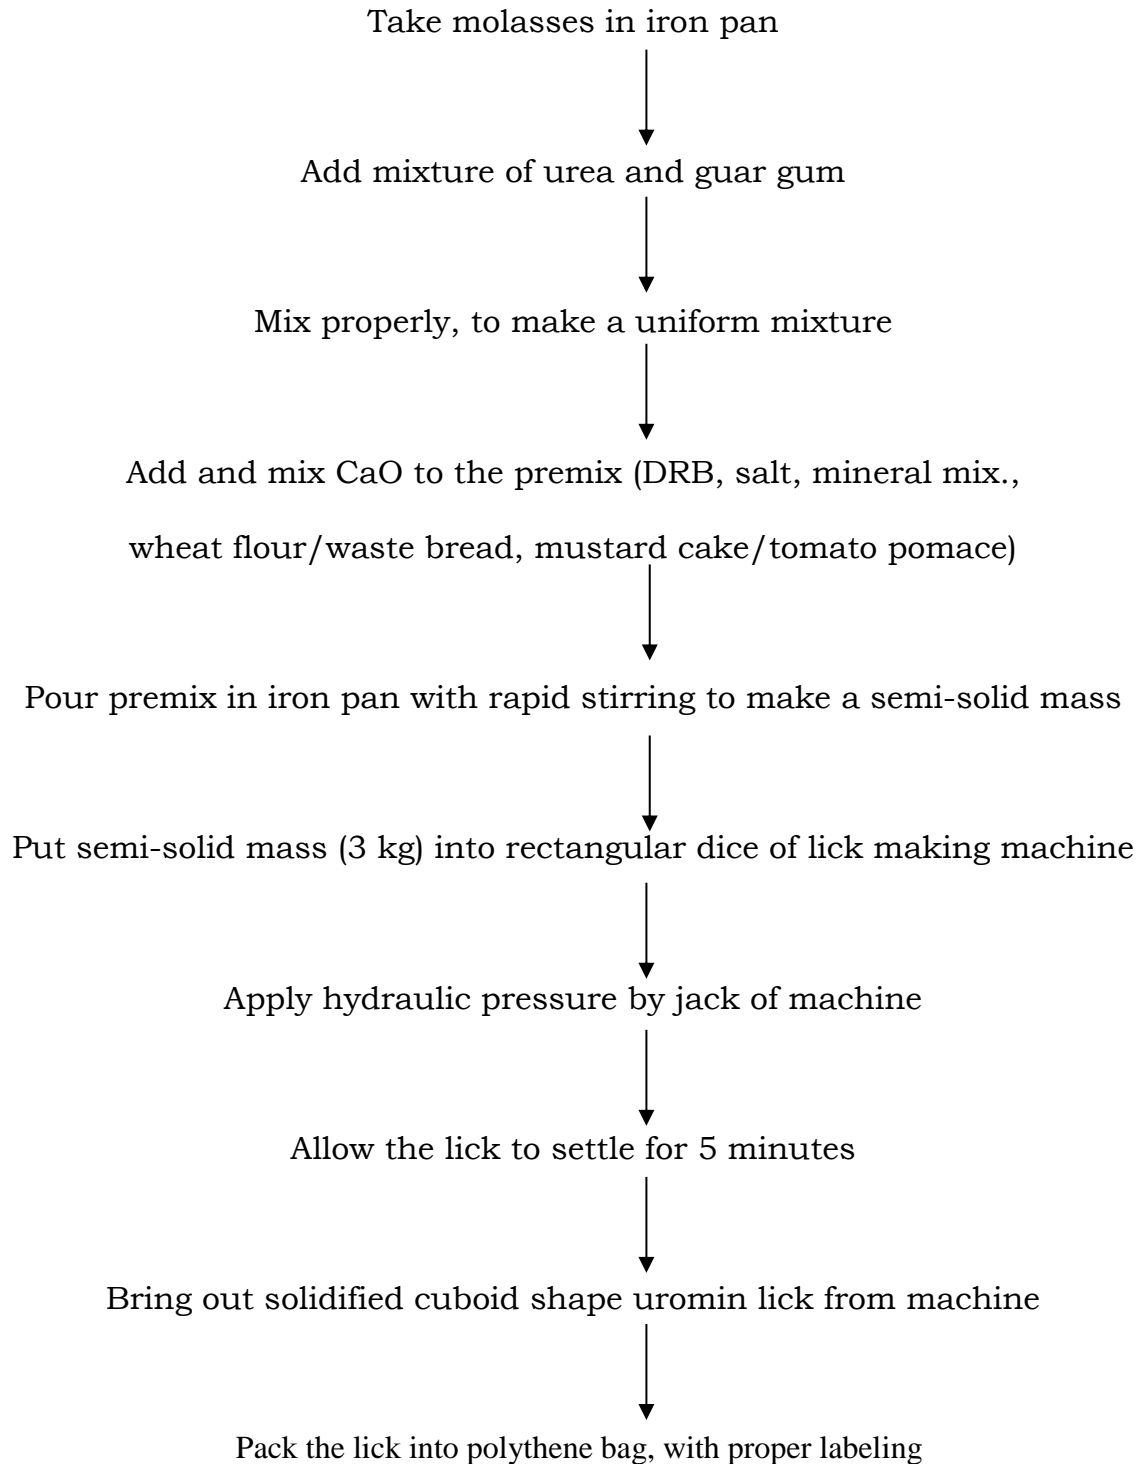 Take molasses in iron pan
Add mixture of urea and guar gum
Mix properly, to make a uniform mixture
Add and mix CaO to the premix (DRB, salt, mineral mix.,
wheat flour/waste bread, mustard cake/tomato pomace)
Pour premix in iron pan with rapid stirring to make a semi-solid mass
Put semi-solid mass (3 kg) into rectangular dice of lick making machine
Apply hydraulic pressure by jack of machine
Allow the lick to settle for 5 minutes
Bring out solidified cuboid shape uromin lick from machine
Pack the lick into polythene bag, with proper labeling